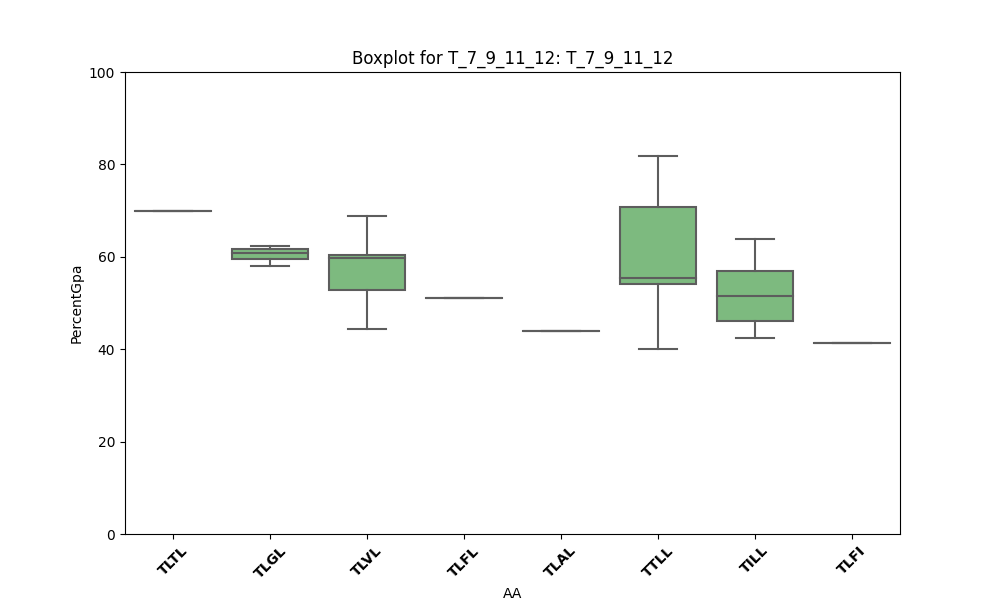 Boxplot for T_7_9_11_12: T_7_9_11_12
100
80
60
40
20
0
PercentGpa
TLTL
TLGL
TLVL
TLFL
TLAL
TTLL
TILL
TLFI
AA